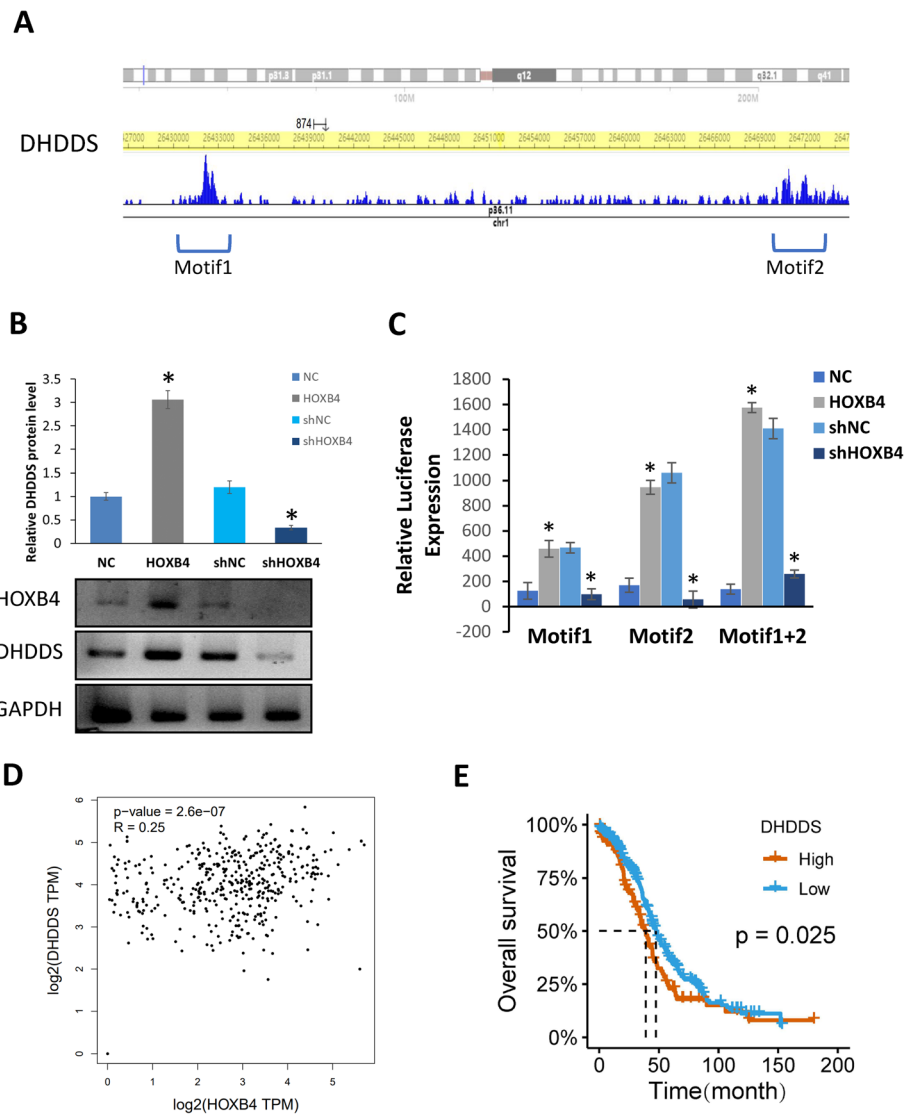 A
p31.3 p31.1 q12 q32.1 q41
100M 200M
874
DHDDS
27000 26430000 26433000 26436000 26439000 26442000 26445000 26448000 26451000 26454000 26457000 26460000 26463000 26466000 26469000 26472000 2647
p36.11
chr1
Motif1 Motif2
B
Relative DHDDS protein level
3.5
3
2.5
2
1.5
1
0.5
0
* *
NC
HOXB4
shNC
shHOXB4
NC HOXB4 shNC shHOXB4
HOXB4
DHDDS
GAPDH
C
Relative Luciferase
Expression
1800
1600
1400
1200
1000
800
600
400
200
0
-200
* * * * * *
NC
HOXB4
shNC
shHOXB4
Motif1 Motif2 Motif1+2
D
p−value = 2.6e−07
R = 0.25
log2(DHDDS TPM)
6
5
4
3
2
1
0
0 1 2 3 4 5
log2(HOXB4 TPM)
E
Overall survival
100%
75%
50%
25%
0%
DHDDS
High
Low
p = 0.025
0 50 100 150 200
Time(month)